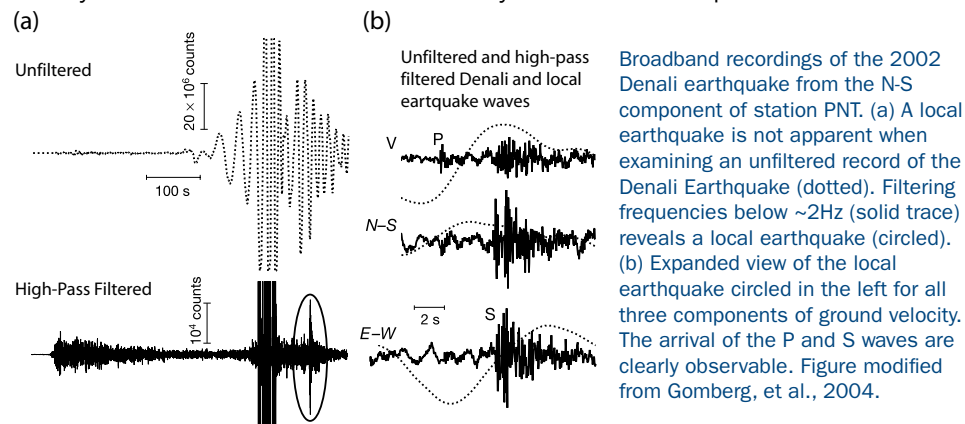 (a)
(b)
Unfiltered
20 × 10⁶ counts
100 s
High-Pass Filtered
10⁴ counts
Unfiltered and high-pass
filtered Denali and local
eartquake waves
V
P
N–S
2 s
S
E–W
Broadband recordings of the 2002
Denali earthquake from the N-S
component of station PNT. (a) A local
earthquake is not apparent when
examining an unfiltered record of the
Denali Earthquake (dotted). Filtering
frequencies below ~2Hz (solid trace)
reveals a local earthquake (circled).
(b) Expanded view of the local
earthquake circled in the left for all
three components of ground velocity.
The arrival of the P and S waves are
clearly observable. Figure modified
from Gomberg, et al., 2004.